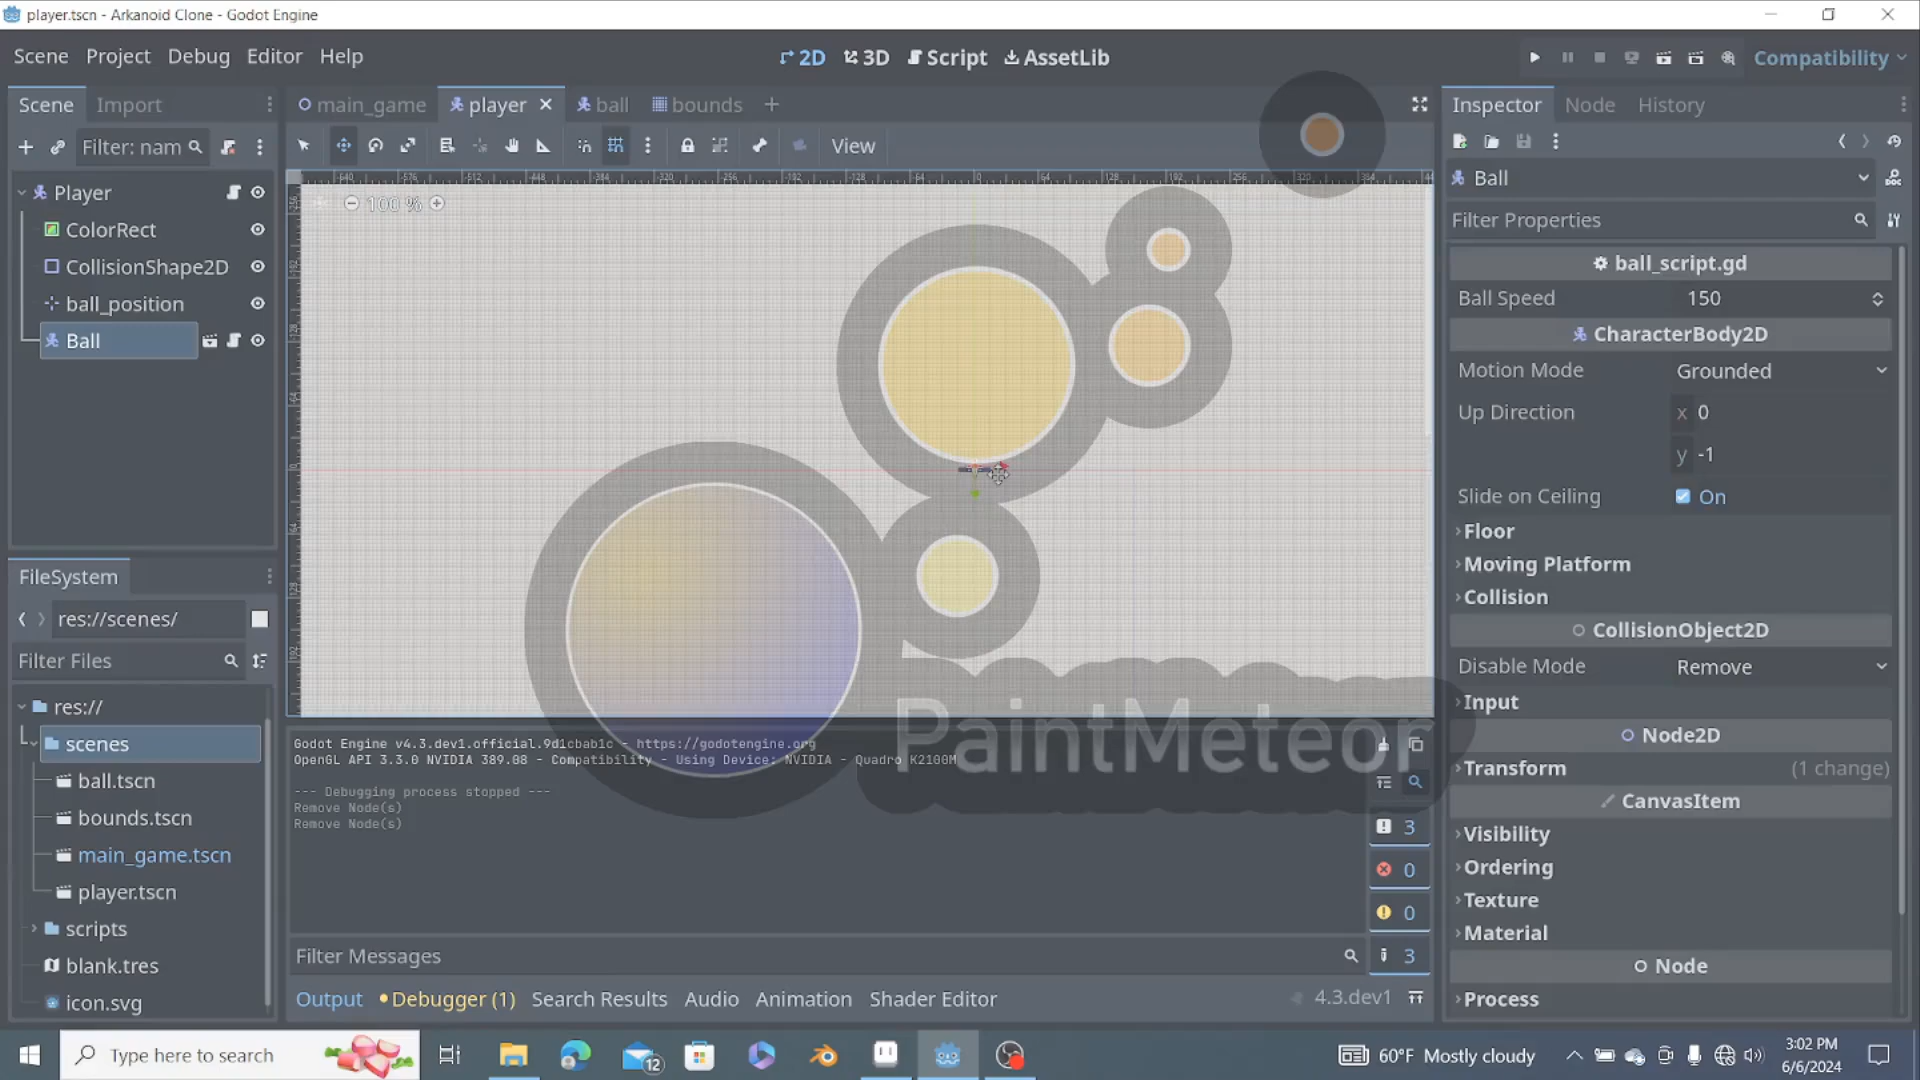 player.tscn - Arkanoid Clone - Godot Engine
Scene Project Debug Editor Help
2D 3D Script AssetLib
Compatibility
Scene Import
main_game player ball bounds
Inspector Node History
Filter: nam
View
Ball
Filter Properties
Player
ColorRect
CollisionShape2D
ball_position
Ball
100 %
ball_script.gd
Ball Speed 150
CharacterBody2D
Motion Mode Grounded
Up Direction x 0
y -1
Slide on Ceiling On
Floor
Moving Platform
Collision
CollisionObject2D
Disable Mode Remove
Input
Node2D
Transform (1 change)
CanvasItem
Visibility
Ordering
Texture
Material
Node
Process
FileSystem
res://scenes/
Filter Files
res://
scenes
ball.tscn
bounds.tscn
main_game.tscn
player.tscn
scripts
blank.tres
icon.svg
PaintMeteor
Godot Engine v4.3.dev1.official.9d1cbab1c - https://godotengine.org
OpenGL API 3.3.0 NVIDIA 389.08 - Compatibility - Using Device: NVIDIA - Quadro K2100M
--- Debugging process stopped ---
Remove Node(s)
Remove Node(s)
3
0
0
3
Filter Messages
Output Debugger (1) Search Results Audio Animation Shader Editor
4.3.dev1
Type here to search
12
60°F Mostly cloudy
3:02 PM
6/6/2024